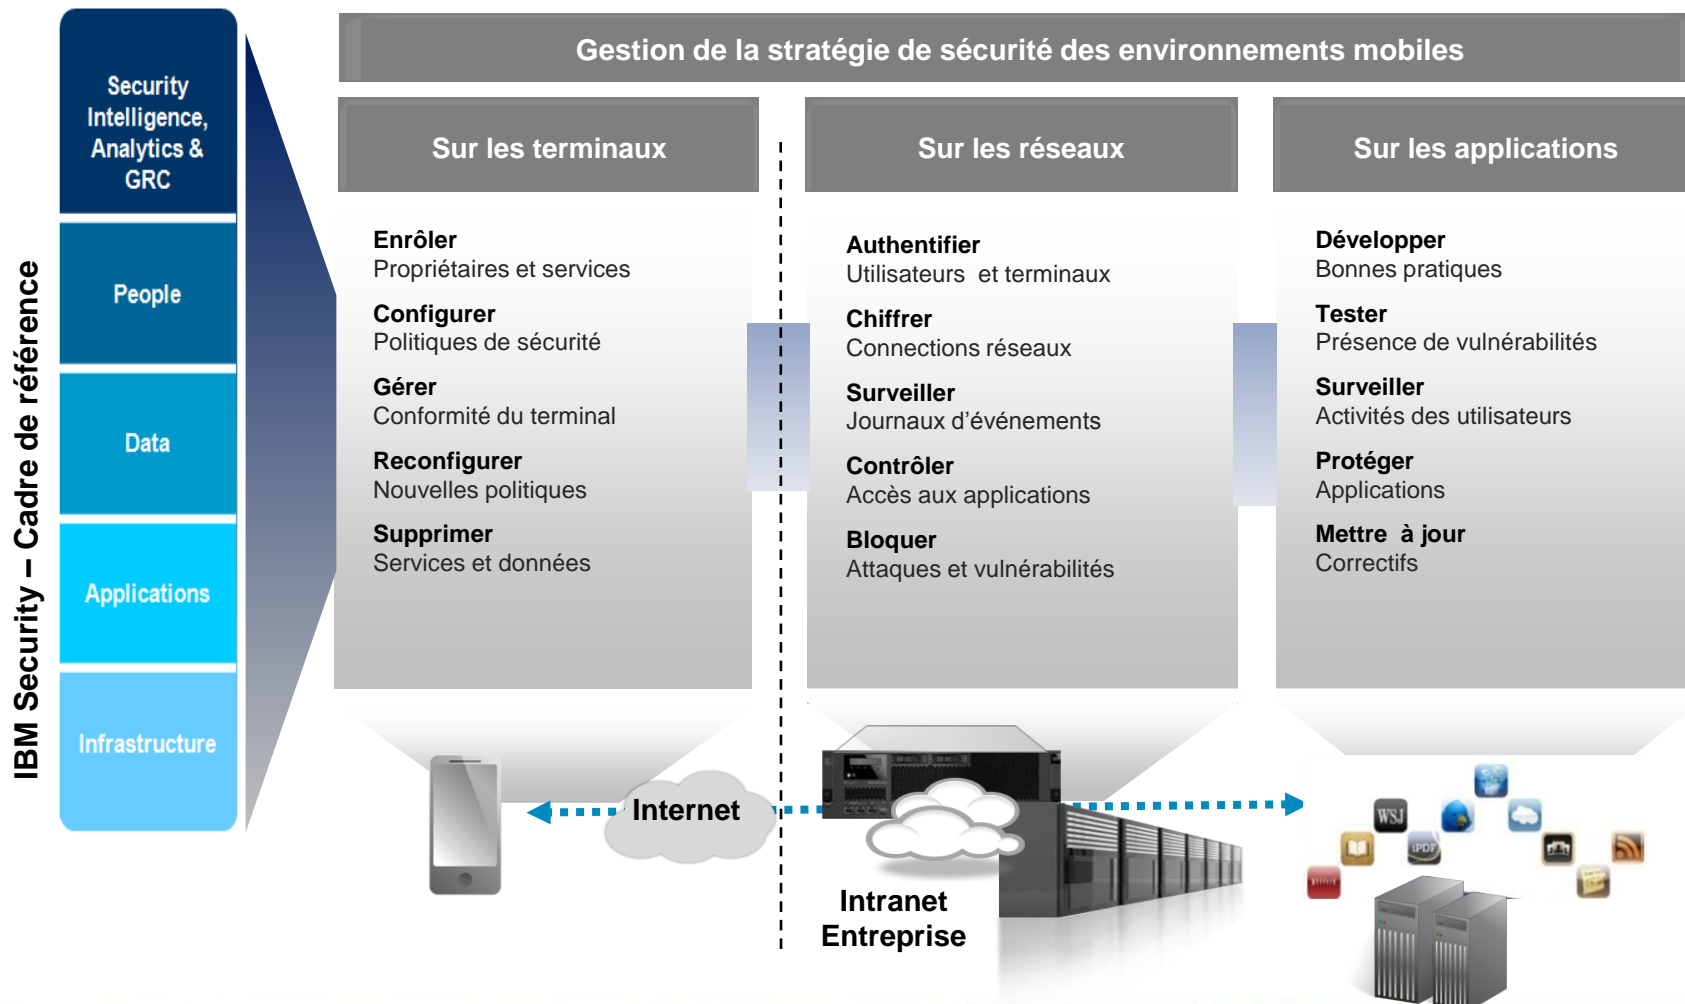 IBM Security – Cadre de référence
Security
Intelligence,
Analytics &
GRC
People
Data
Applications
Infrastructure
Gestion de la stratégie de sécurité des environnements mobiles
Sur les terminaux
Enrôler
Propriétaires et services
Configurer
Politiques de sécurité
Gérer
Conformité du terminal
Reconfigurer
Nouvelles politiques
Supprimer
Services et données
Sur les réseaux
Authentifier
Utilisateurs  et terminaux
Chiffrer
Connections réseaux
Surveiller
Journaux d’événements
Contrôler
Accès aux applications
Bloquer
Attaques et vulnérabilités
Sur les applications
Développer
Bonnes pratiques
Tester
Présence de vulnérabilités
Surveiller
Activités des utilisateurs
Protéger
Applications
Mettre  à jour
Correctifs
Internet
Intranet
Entreprise
WSJ
iPDF
NETFLIX